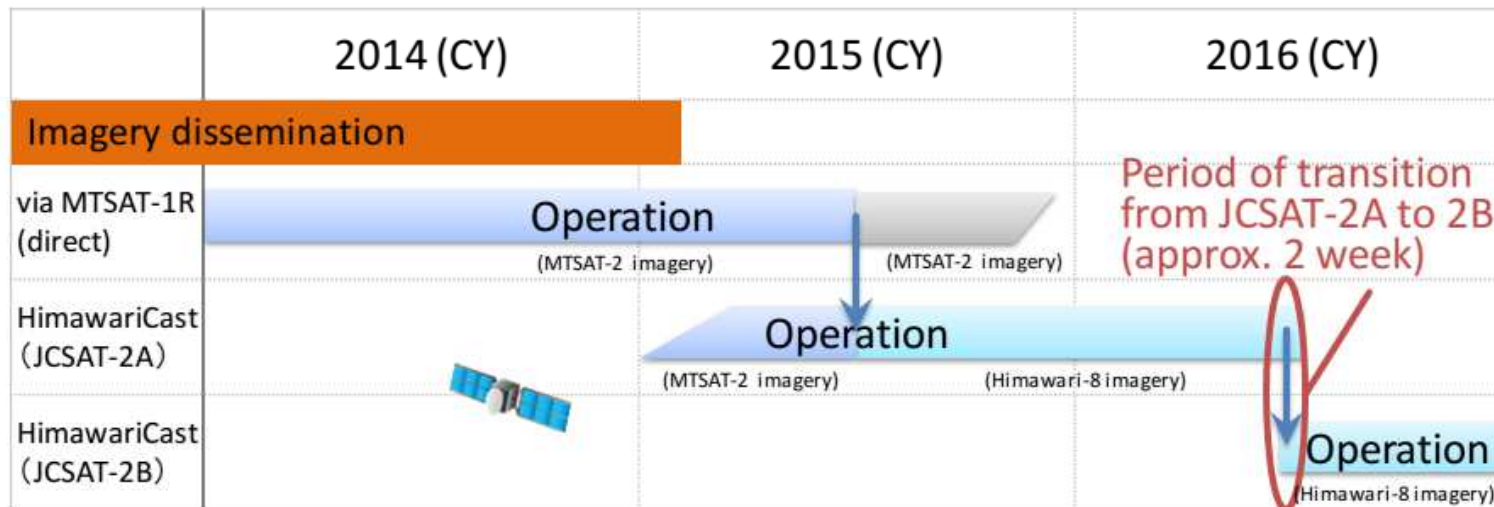 2014 (CY)
2015 (CY)
2016 (CY)
Imagery dissemination
via MTSAT-1R
(direct)
Operation
(MTSAT-2 imagery)
(MTSAT-2 imagery)
Period of transition
from JCSAT-2A to 2B
(approx. 2 week)
HimawariCast
（JCSAT-2A）
Operation
(MTSAT-2 imagery)
(Himawari-8 imagery)
HimawariCast
（JCSAT-2B）
Operation
(Himawari-8 imagery)